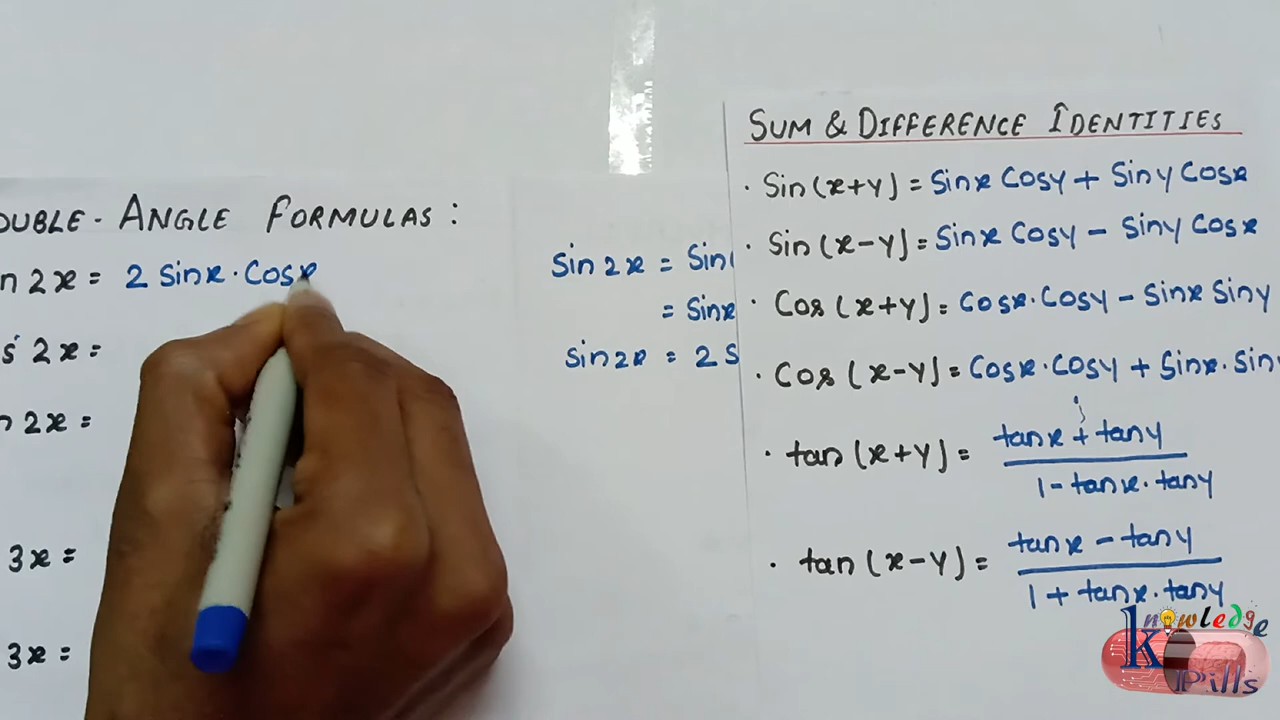 OUBLE- ANGLE FORMULAS:
n 2x = 2 Sinx · Cosx
s 2x =
n 2x =
3x =
3x =
Sin 2x = Sin(
= Sinx
Sin2x = 2 S
SUM & DIFFERENCE IDENTITIES
· Sin (x+y) = Sinx Cosy + Siny Cosx
· Sin (x-y) = Sinx Cosy - Siny Cosx
· Cos (x+y) = Cosx·Cosy - Sinx Siny
· Cos (x-y) = Cosx·Cosy + Sinx·Sin
· tan (x+y) = tanx + tany
1 - tanx·tany
· tan (x-y) = tanx - tany
1 + tanx·tany
knowledge
Pills